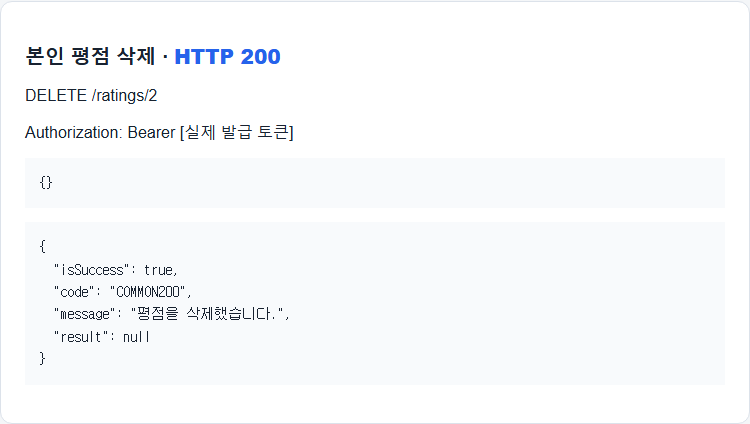 본인 평점 삭제 · HTTP 200
DELETE /ratings/2
Authorization: Bearer [실제 발급 토큰]
{}
{
  "isSuccess": true,
  "code": "COMMON200",
  "message": "평점을 삭제했습니다.",
  "result": null
}